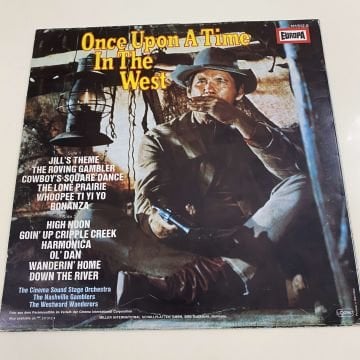 Once Upon A Time
In The
West
EUROPA
JILL'S THEME
THE ROVING GAMBLER
COWBOY'S-SQUARE DANCE
THE LONE PRAIRIE
WHOOPEE TI YI YO
BONANZA
HIGH NOON
GOIN' UP CRIPPLE CREEK
HARMONICA
OL' DAN
WANDERIN' HOME
DOWN THE RIVER
The Cinema Sound Stage Orchestra
The Nashville Gamblers
The Westward Wanderers